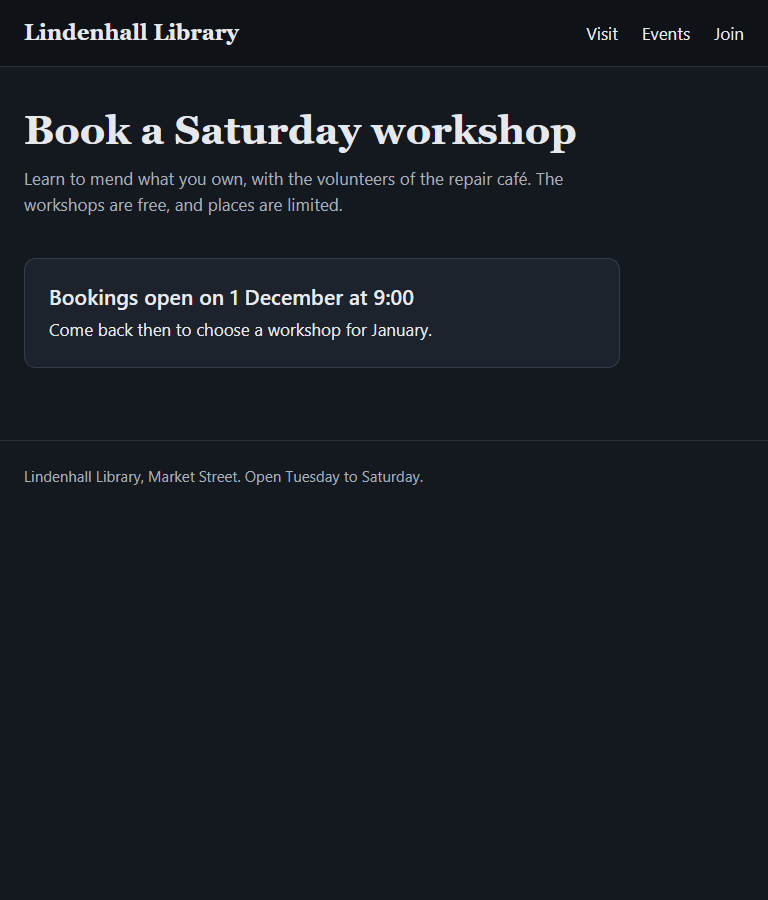 Lindenhall Library
Visit Events Join
Book a Saturday workshop
Learn to mend what you own, with the volunteers of the repair café. The
workshops are free, and places are limited.
Bookings open on 1 December at 9:00
Come back then to choose a workshop for January.
Lindenhall Library, Market Street. Open Tuesday to Saturday.